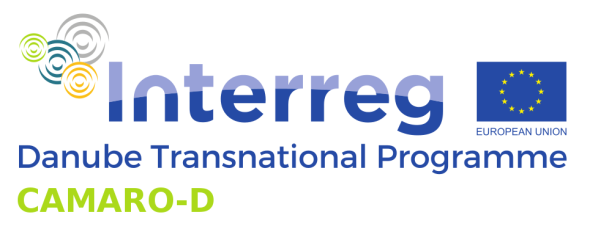 Interreg
EUROPEAN UNION
Danube Transnational Programme
CAMARO-D